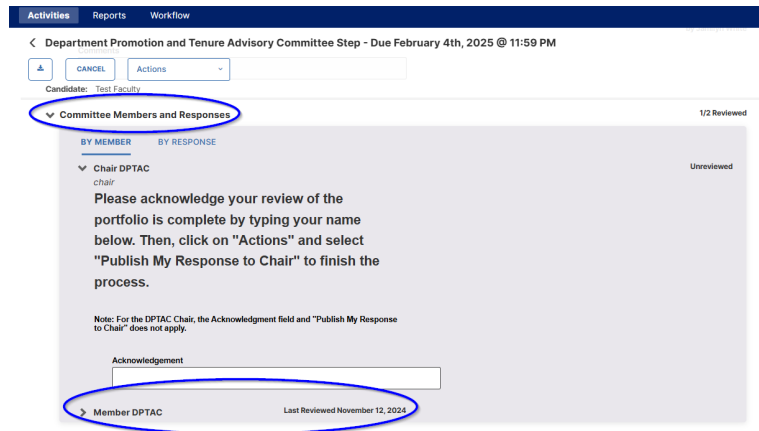 Activities Reports Workflow
Department Promotion and Tenure Advisory Committee Step - Due February 4th, 2025 @ 11:59 PM
CANCEL Actions
Candidate: Test Faculty
Committee Members and Responses 1/2 Reviewed
BY MEMBER BY RESPONSE
Chair DPTAC Unreviewed
chair
Please acknowledge your review of the
portfolio is complete by typing your name
below. Then, click on "Actions" and select
"Publish My Response to Chair" to finish the
process.
Note: For the DPTAC Chair, the Acknowledgment field and "Publish My Response
to Chair" does not apply.
Acknowledgement
Member DPTAC Last Reviewed November 12, 2024